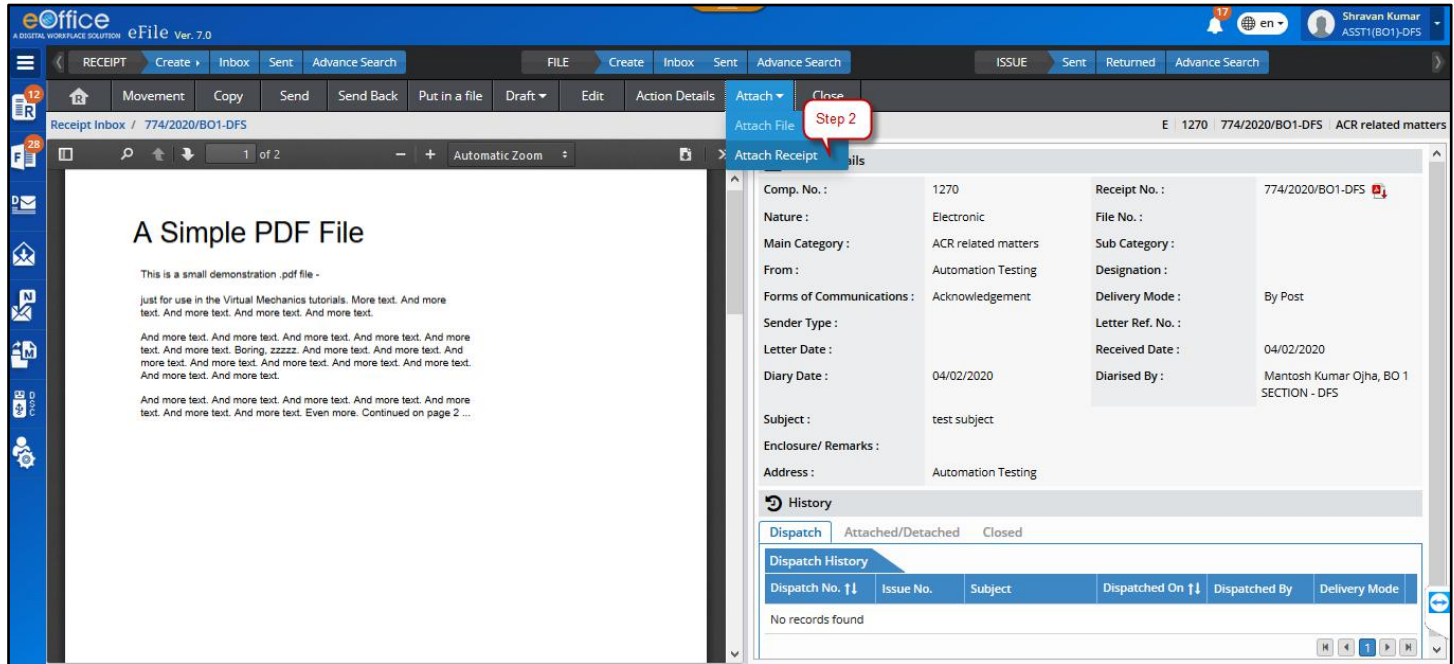 eOffice
A DIGITAL WORKPLACE SOLUTION eFile Ver. 7.0
17
en
Shravan Kumar
ASST1(BO1)-DFS
RECEIPT Create Inbox Sent Advance Search FILE Create Inbox Sent Advance Search ISSUE Sent Returned Advance Search
12
R
R Movement Copy Send Send Back Put in a file Draft Edit Action Details Attach Close
Receipt Inbox / 774/2020/BO1-DFS
Attach File
Step 2
E 1270 774/2020/BO1-DFS ACR related matters
28
F
1 of 2 − + Automatic Zoom
Attach Receipt
ails
Comp. No. : 1270 Receipt No. : 774/2020/BO1-DFS
Nature : Electronic File No. :
Main Category : ACR related matters Sub Category :
From : Automation Testing Designation :
Forms of Communications : Acknowledgement Delivery Mode : By Post
Sender Type : Letter Ref. No. :
Letter Date : Received Date : 04/02/2020
Diary Date : 04/02/2020 Diarised By : Mantosh Kumar Ojha, BO 1
SECTION - DFS
Subject : test subject
Enclosure/ Remarks :
Address : Automation Testing
History
Dispatch Attached/Detached Closed
Dispatch History
Dispatch No. Issue No. Subject Dispatched On Dispatched By Delivery Mode
No records found
1
A Simple PDF File
This is a small demonstration .pdf file -
just for use in the Virtual Mechanics tutorials. More text. And more
text. And more text. And more text. And more text.
And more text. And more text. And more text. And more text. And more
text. And more text. Boring, zzzzz. And more text. And more text. And
more text. And more text. And more text. And more text. And more text.
And more text. And more text.
And more text. And more text. And more text. And more text. And more
text. And more text. And more text. Even more. Continued on page 2 ...
D
N
M
DSC